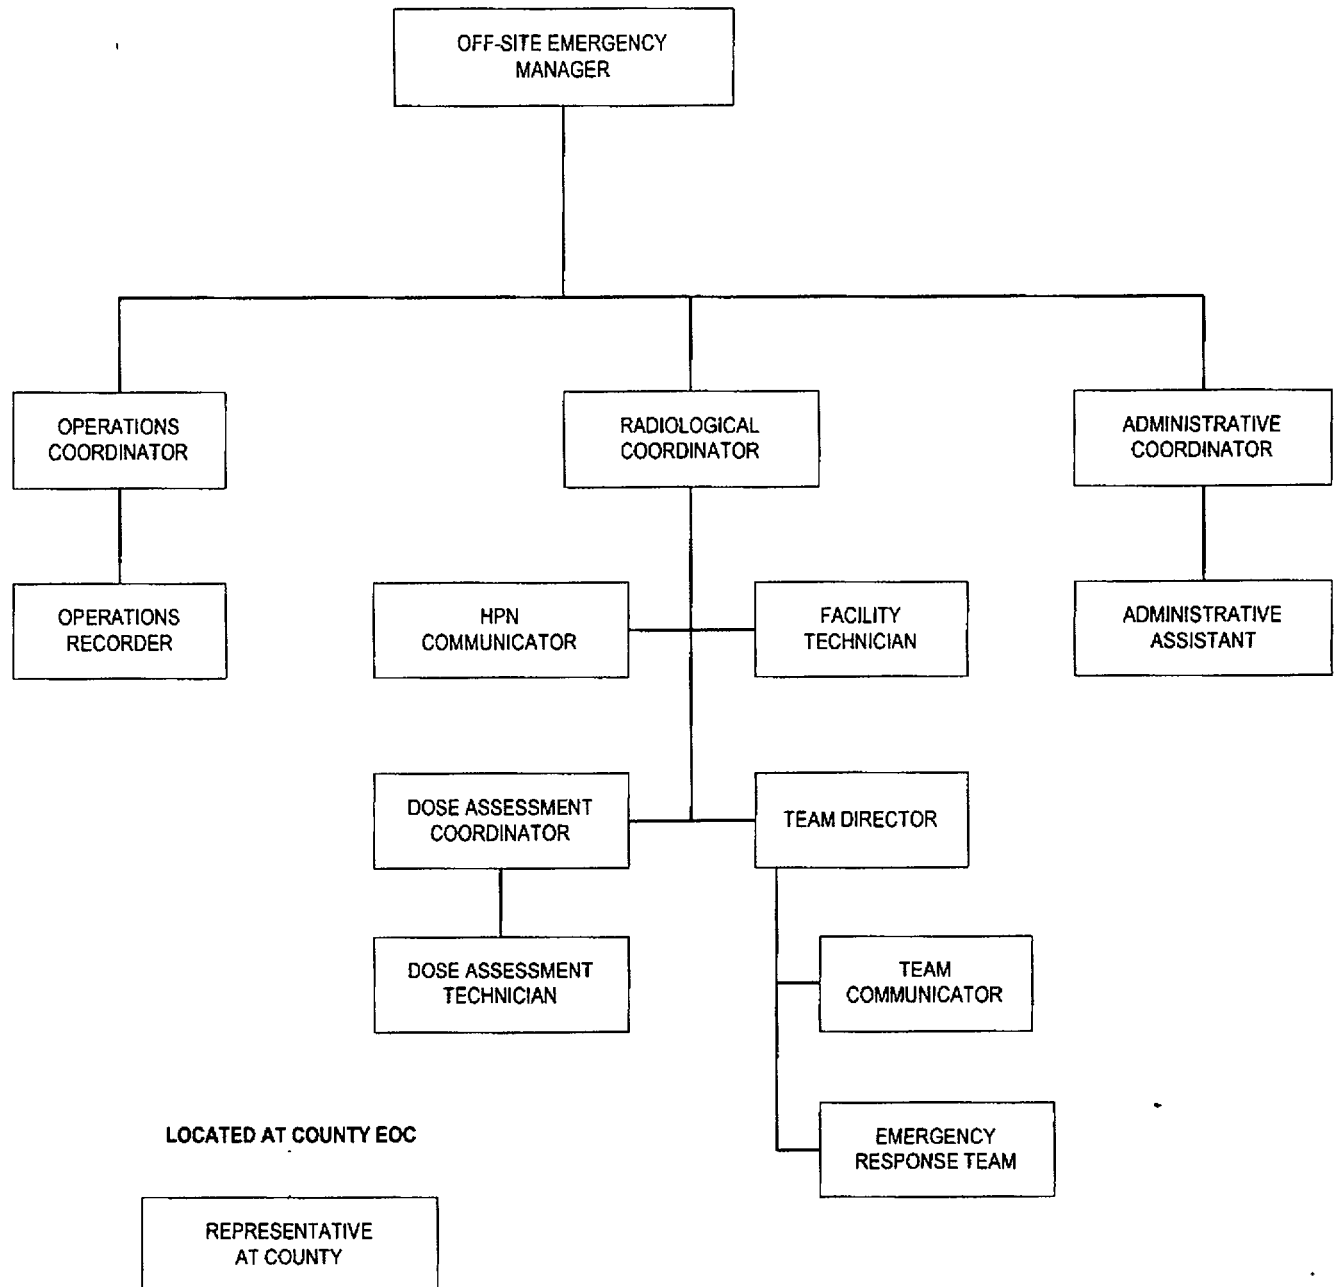 OFF-SITE EMERGENCY
MANAGER
OPERATIONS
COORDINATOR
RADIOLOGICAL
COORDINATOR
ADMINISTRATIVE
COORDINATOR
OPERATIONS
RECORDER
HPN
COMMUNICATOR
FACILITY
TECHNICIAN
ADMINISTRATIVE
ASSISTANT
DOSE ASSESSMENT
COORDINATOR
TEAM DIRECTOR
DOSE ASSESSMENT
TECHNICIAN
TEAM
COMMUNICATOR
LOCATED AT COUNTY EOC
EMERGENCY
RESPONSE TEAM
REPRESENTATIVE
AT COUNTY